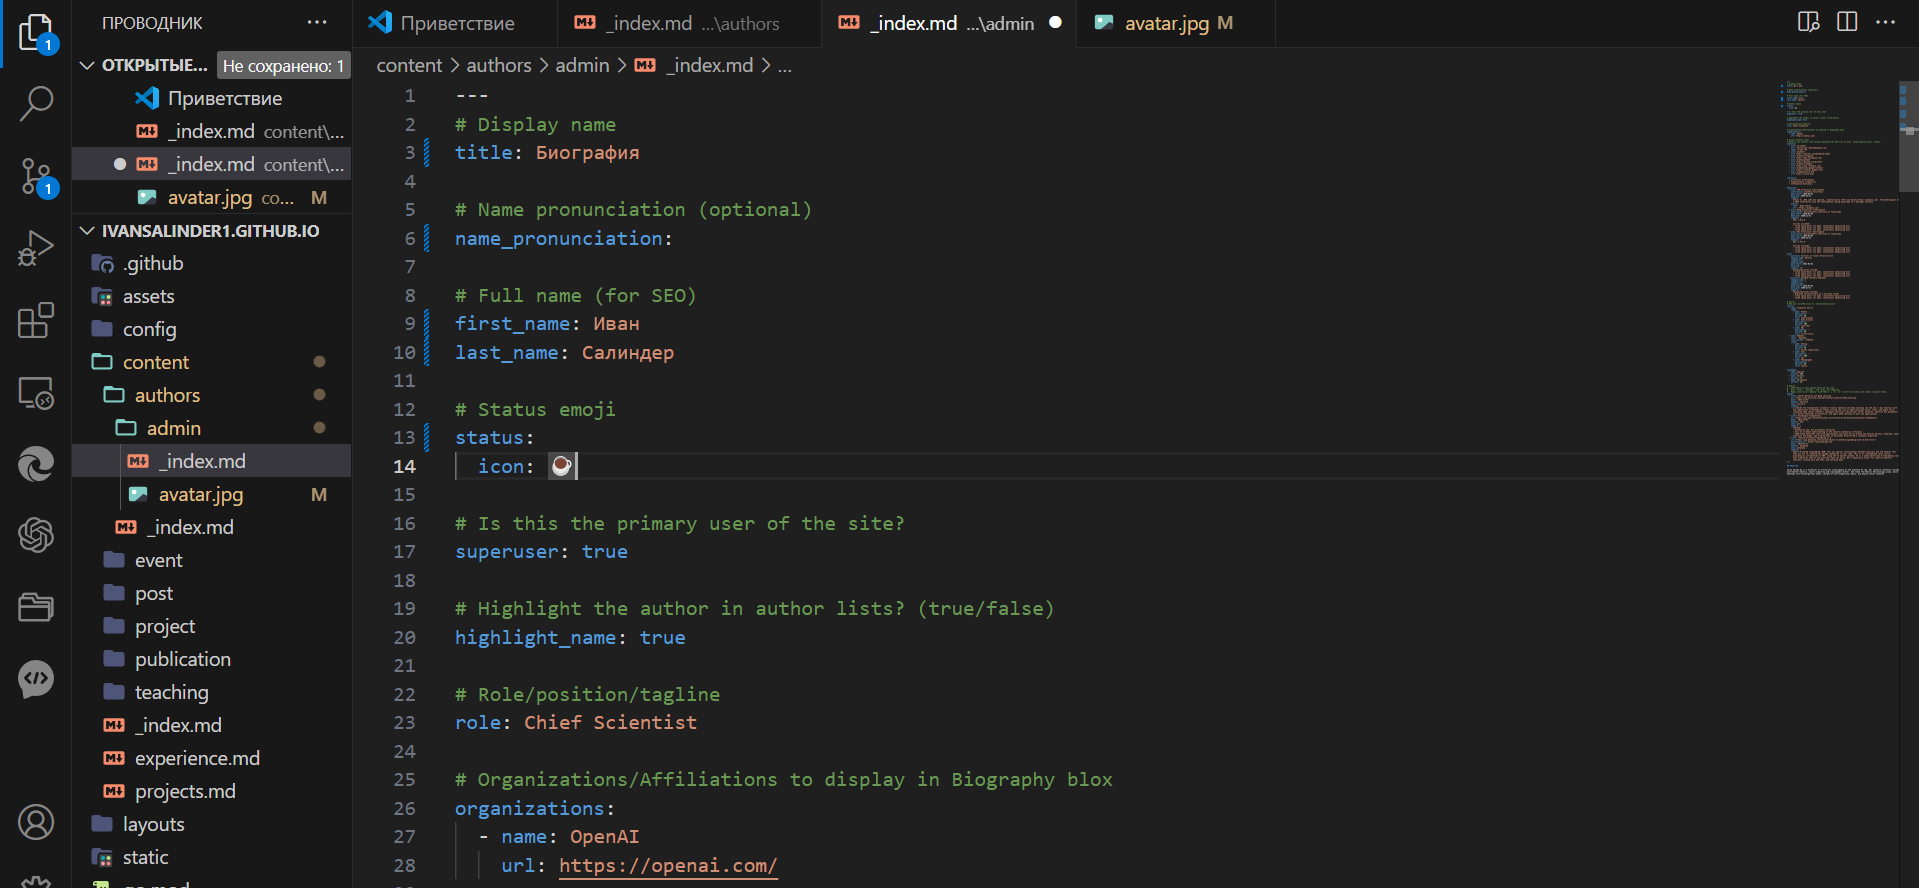 ПРОВОДНИК
ОТКРЫТЫЕ... Не сохранено: 1
Приветствие
_index.md content\...
_index.md content\...
avatar.jpg co... M
IVANSALINDER1.GITHUB.IO
.github
assets
config
content
authors
admin
_index.md
avatar.jpg M
_index.md
event
post
project
publication
teaching
_index.md
experience.md
projects.md
layouts
static
1
1
Приветствие
_index.md ...\authors
_index.md ...\admin
avatar.jpg M
content > authors > admin > _index.md > ...
1 ---
2 # Display name
3 title: Биография
4
5 # Name pronunciation (optional)
6 name_pronunciation:
7
8 # Full name (for SEO)
9 first_name: Иван
10 last_name: Салиндер
11
12 # Status emoji
13 status:
14 icon: ☕
15
16 # Is this the primary user of the site?
17 superuser: true
18
19 # Highlight the author in author lists? (true/false)
20 highlight_name: true
21
22 # Role/position/tagline
23 role: Chief Scientist
24
25 # Organizations/Affiliations to display in Biography blox
26 organizations:
27 - name: OpenAI
28 url: https://openai.com/